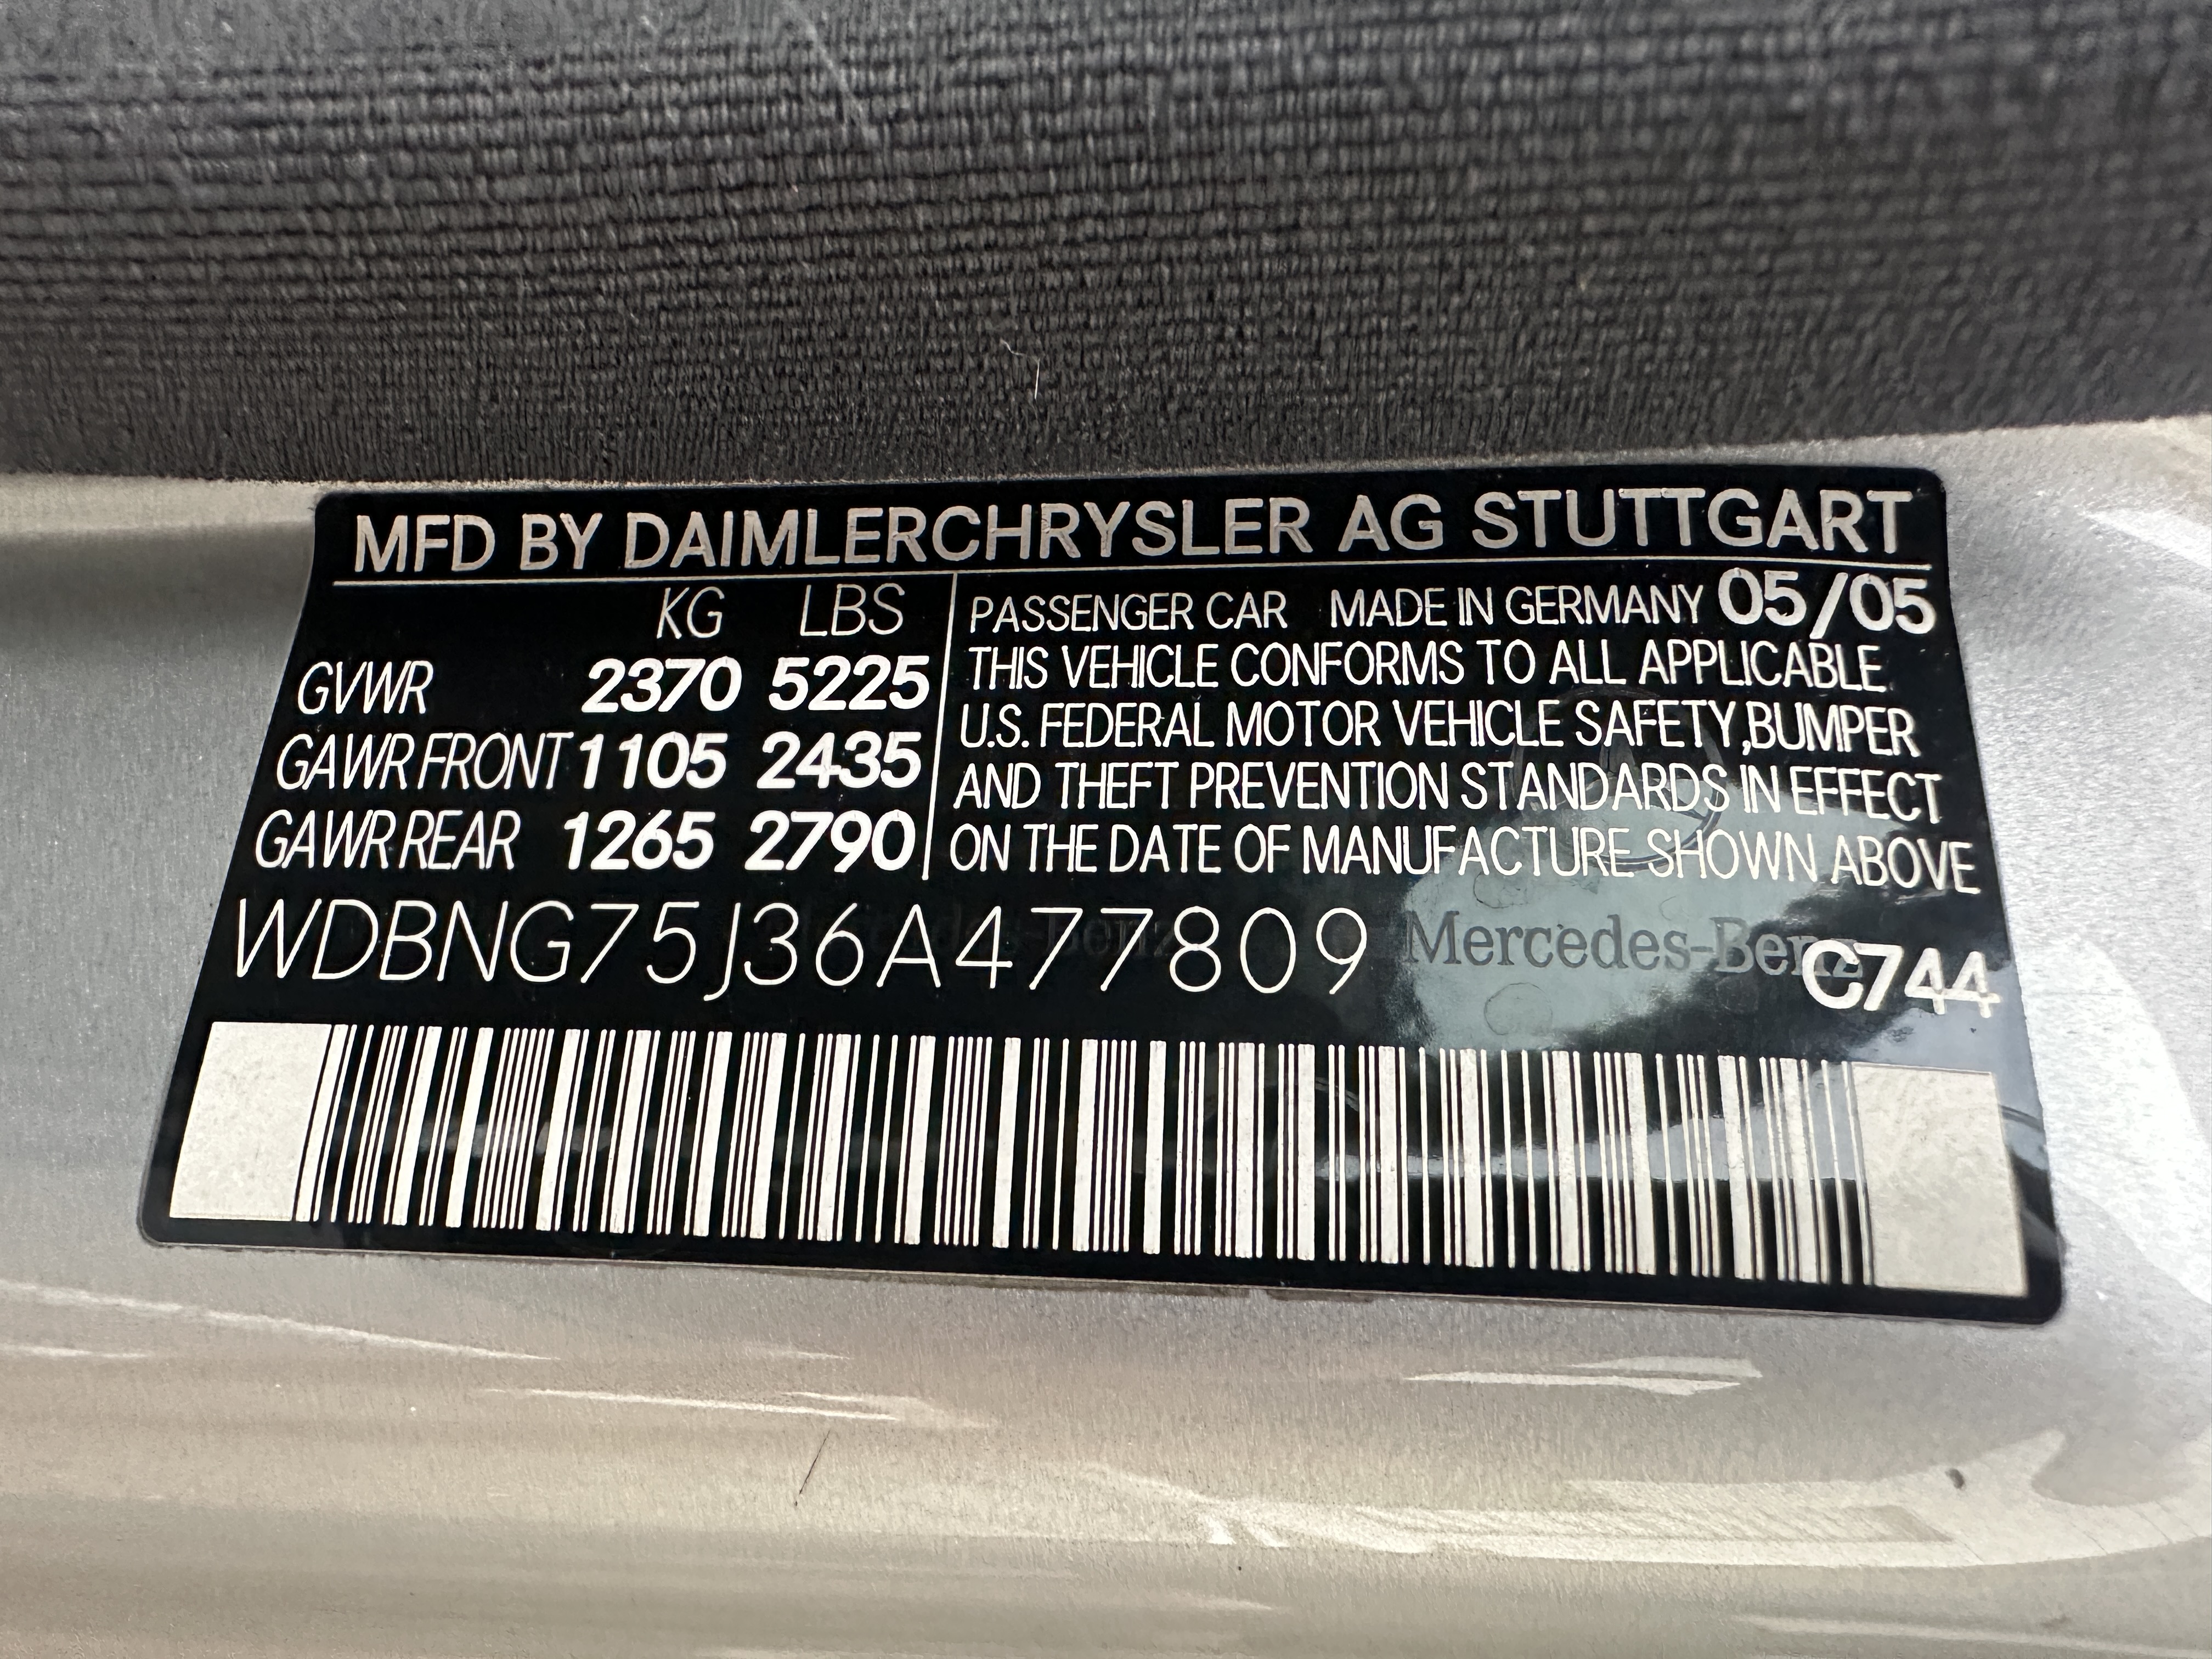 MFD BY DAIMLERCHRYSLER AG STUTTGART
KG LBS
GVWR 2370 5225
GAWR FRONT 1105 2435
GAWR REAR 1265 2790
PASSENGER CAR MADE IN GERMANY 05/05
THIS VEHICLE CONFORMS TO ALL APPLICABLE
U.S. FEDERAL MOTOR VEHICLE SAFETY,BUMPER
AND THEFT PREVENTION STANDARDS IN EFFECT
ON THE DATE OF MANUFACTURE SHOWN ABOVE
WDBNG75J36A477809 Mercedes-Benz C744